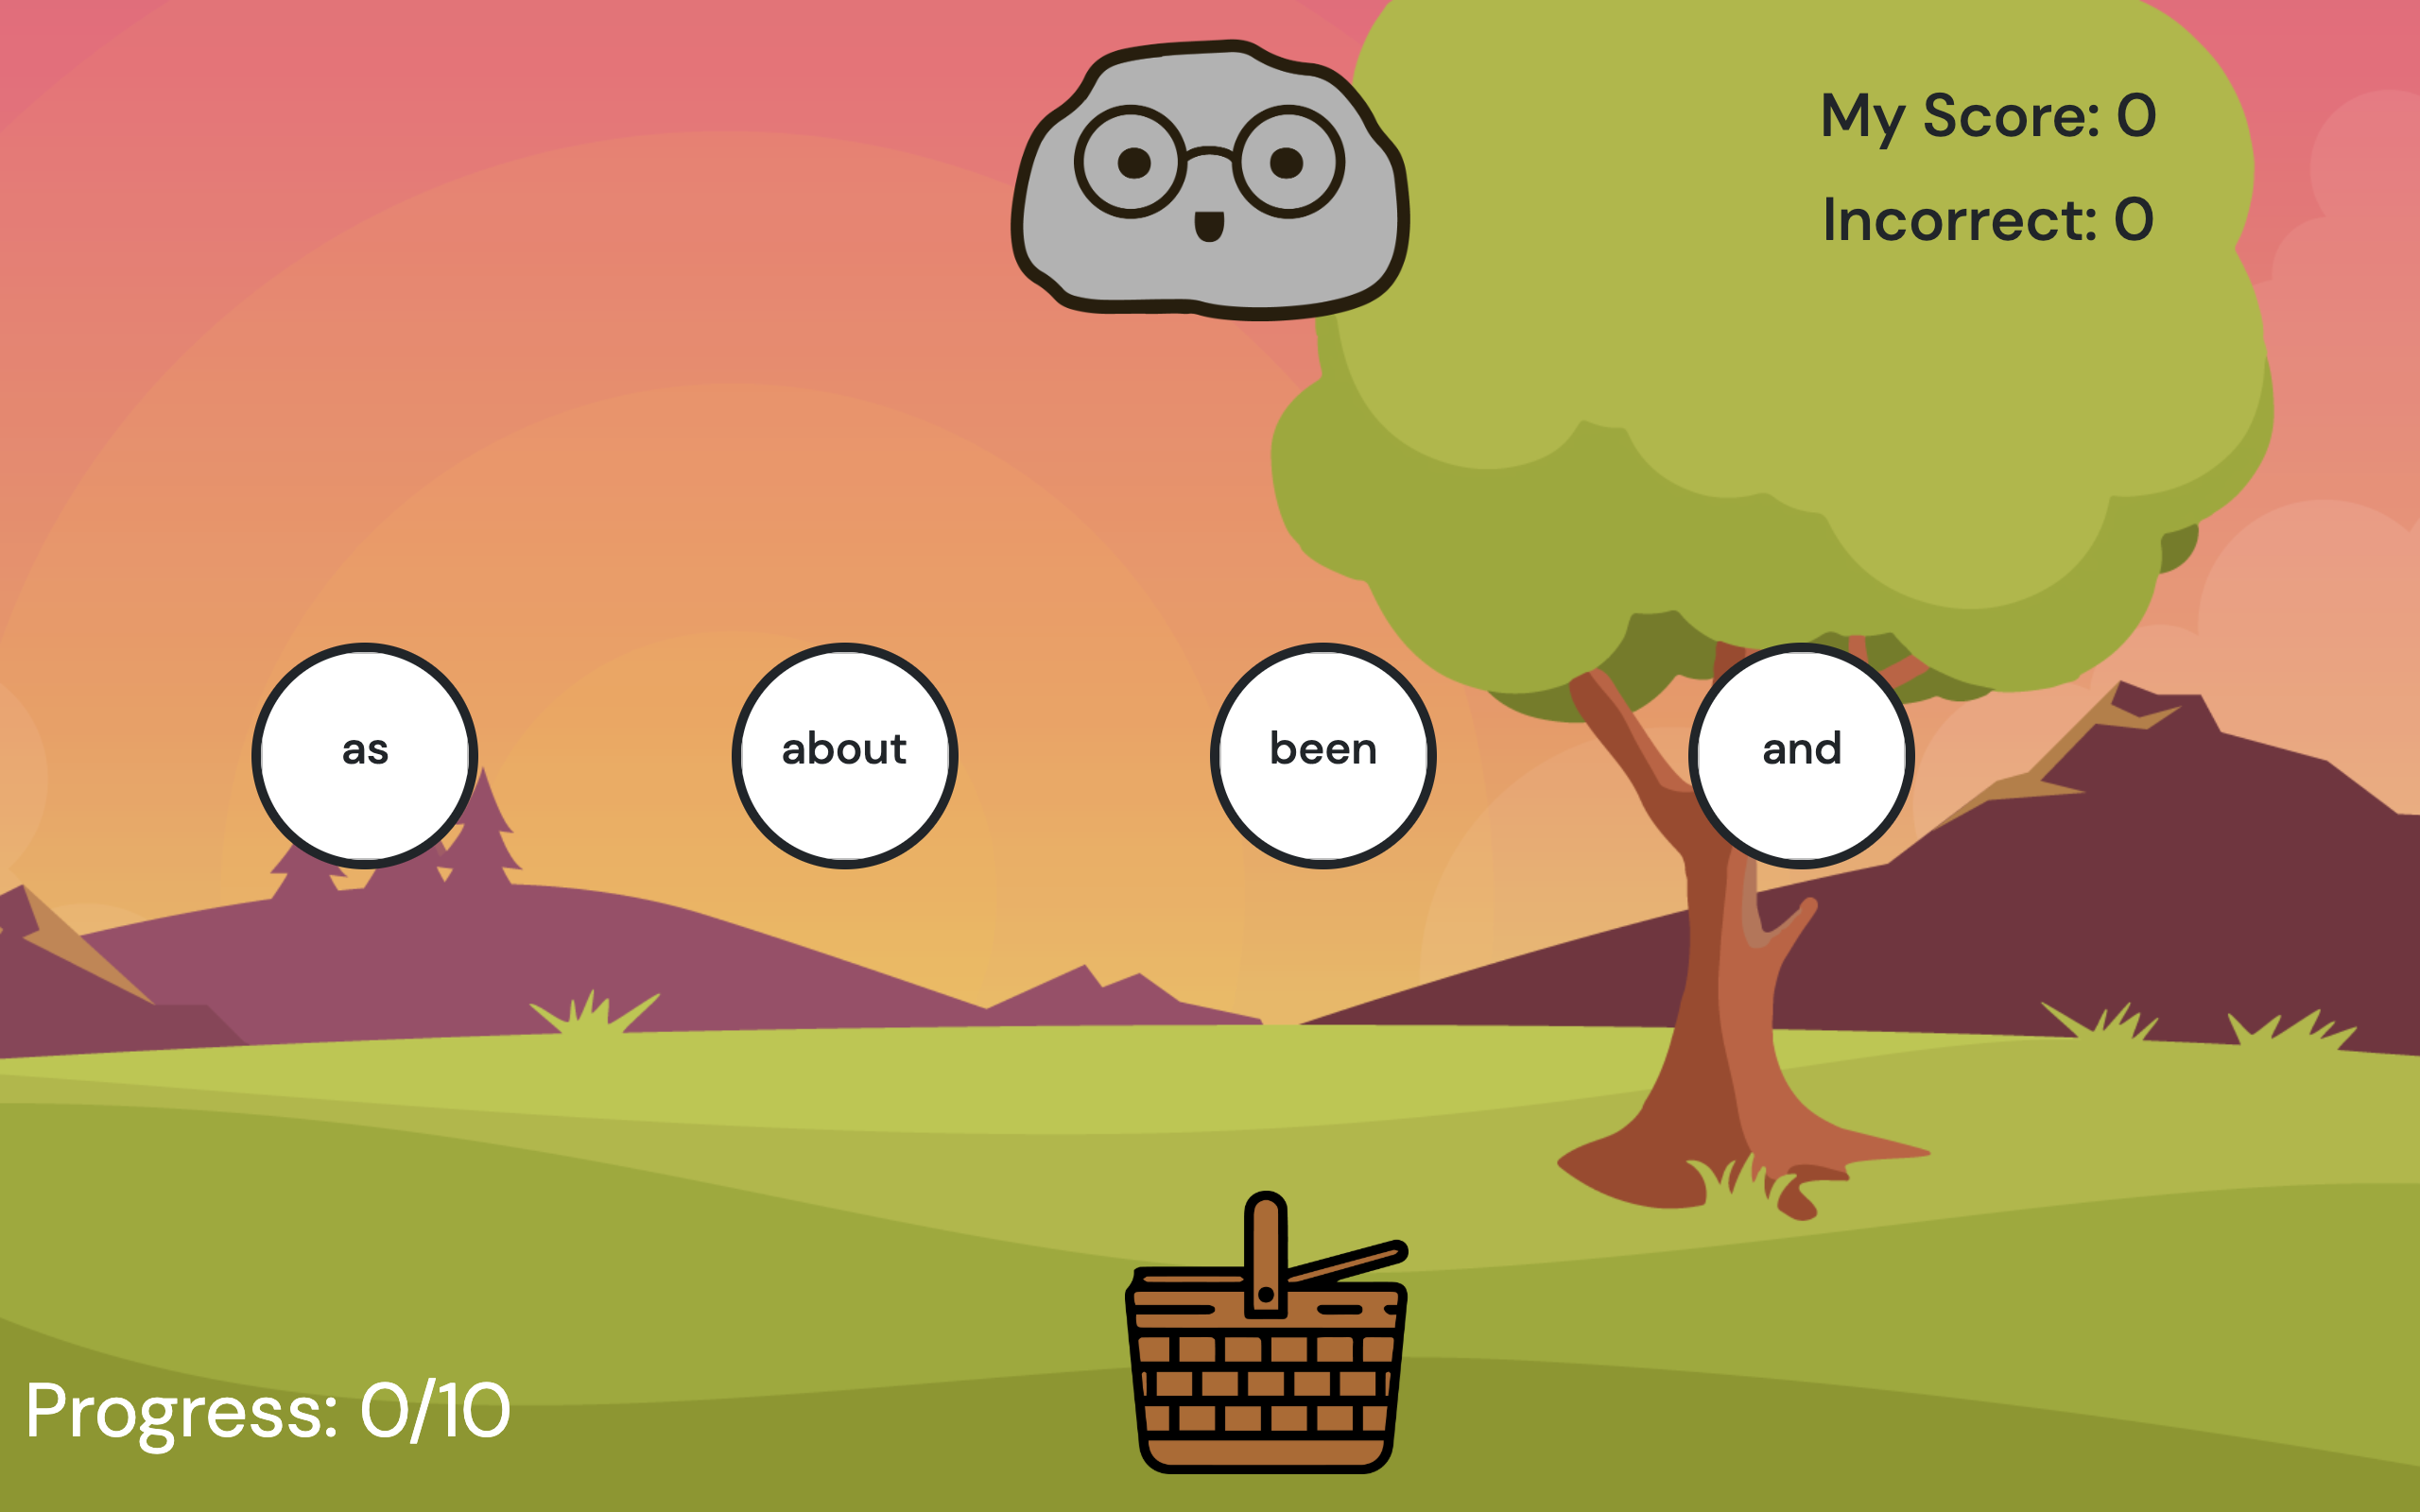 My Score: 0
Incorrect: 0
as
about
been
and
Progress: 0/10